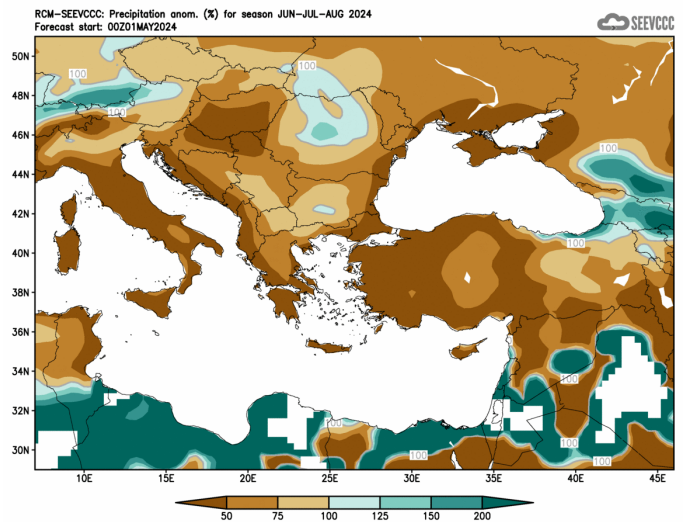 RCM-SEEVCCC: Precipitation anom. (%) for season JUN-JUL-AUG 2024
Forecast start: 00Z01MAY2024
SEEVCCC
50N
48N
46N
44N
42N
40N
38N
36N
34N
32N
30N
100
100
100
100
100
100
100
100
100
100
10E
15E
20E
25E
30E
35E
40E
45E
50
75
100
125
150
200